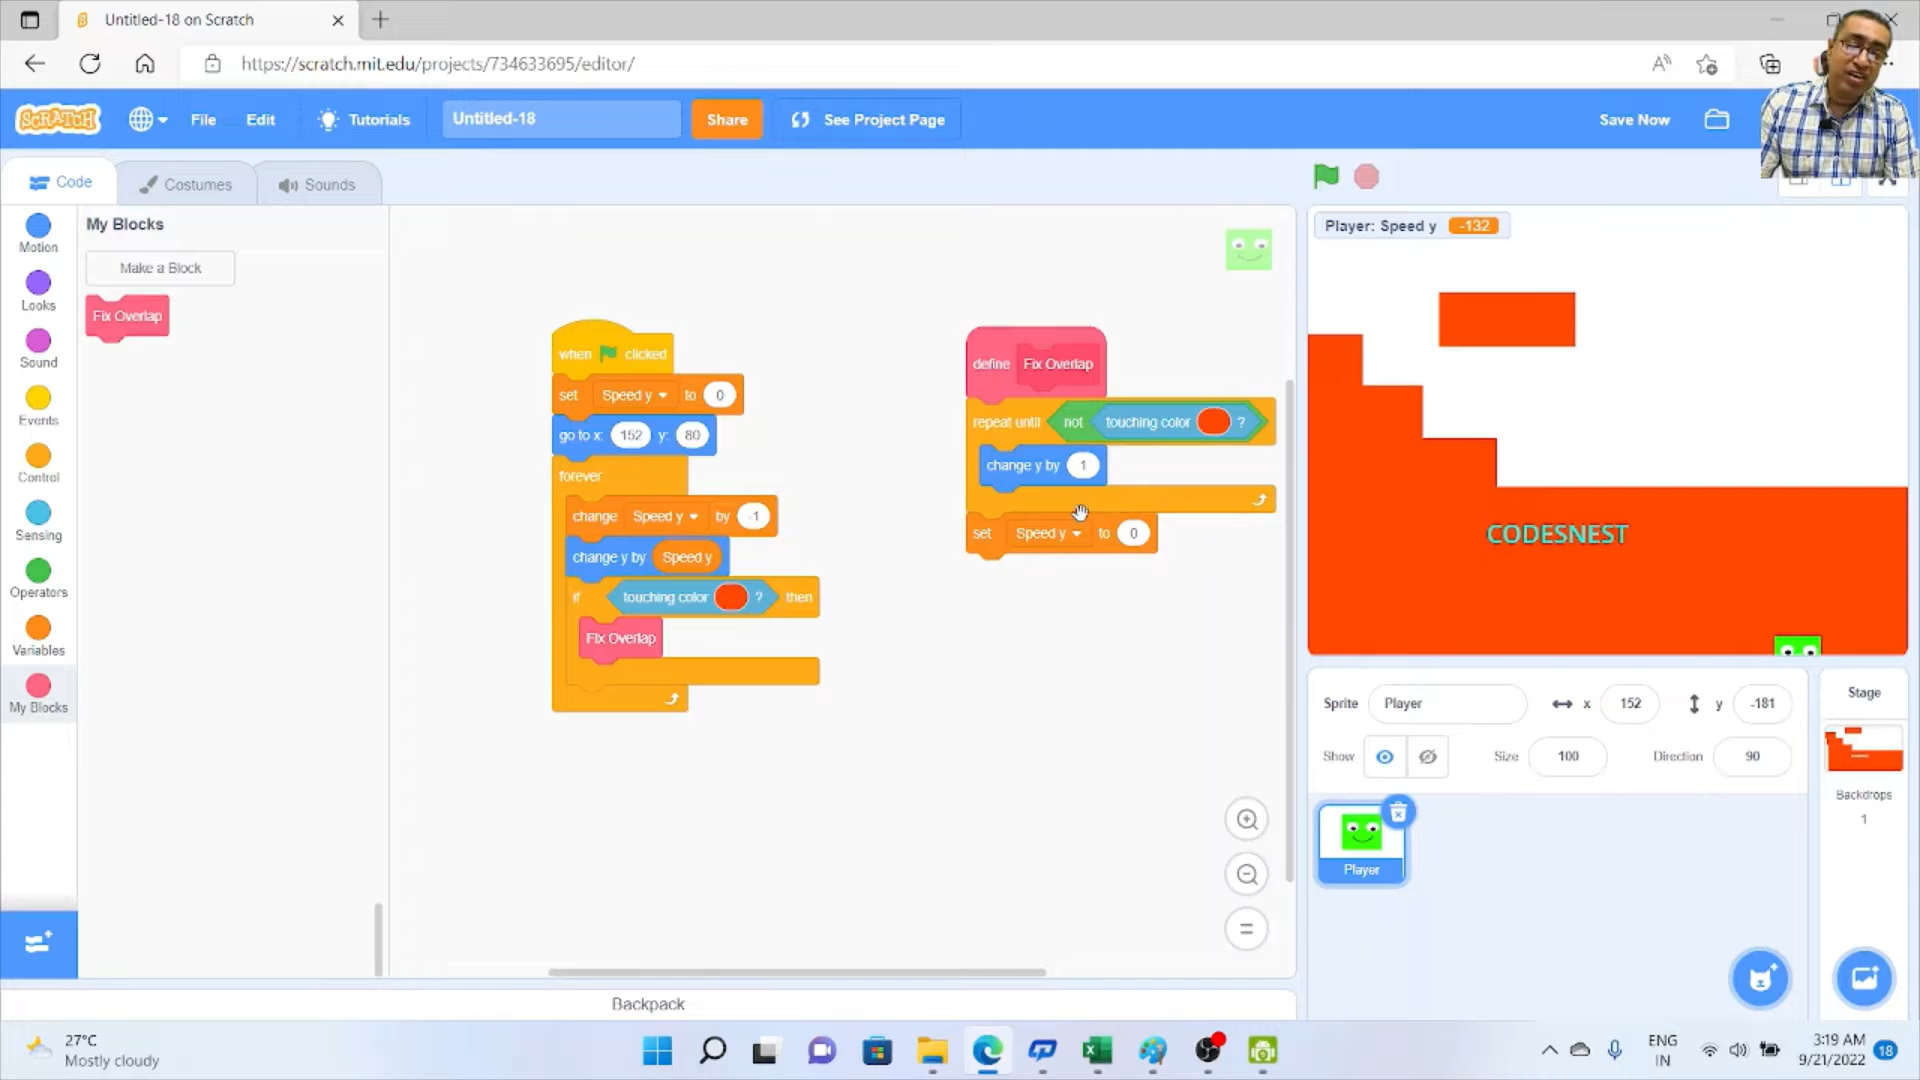 Untitled-18 on Scratch
https://scratch.mit.edu/projects/734633695/editor/
SCRATCH
File
Edit
Tutorials
Untitled-18
Share
See Project Page
Save Now
Code
Costumes
Sounds
Motion
Looks
Sound
Events
Control
Sensing
Operators
Variables
My Blocks
My Blocks
Make a Block
Fix Overlap
when clicked
set Speed y to 0
go to x: 152 y: 80
forever
change Speed y by -1
change y by Speed y
if touching color ? then
Fix Overlap
define Fix Overlap
repeat until not touching color ?
change y by 1
set Speed y to 0
Player: Speed y -132
CODESNEST
Sprite Player x 152 y -181
Show Size 100 Direction 90
Player
Stage
Backdrops
1
Backpack
27°C
Mostly cloudy
ENG
IN
3:19 AM
9/21/2022
18